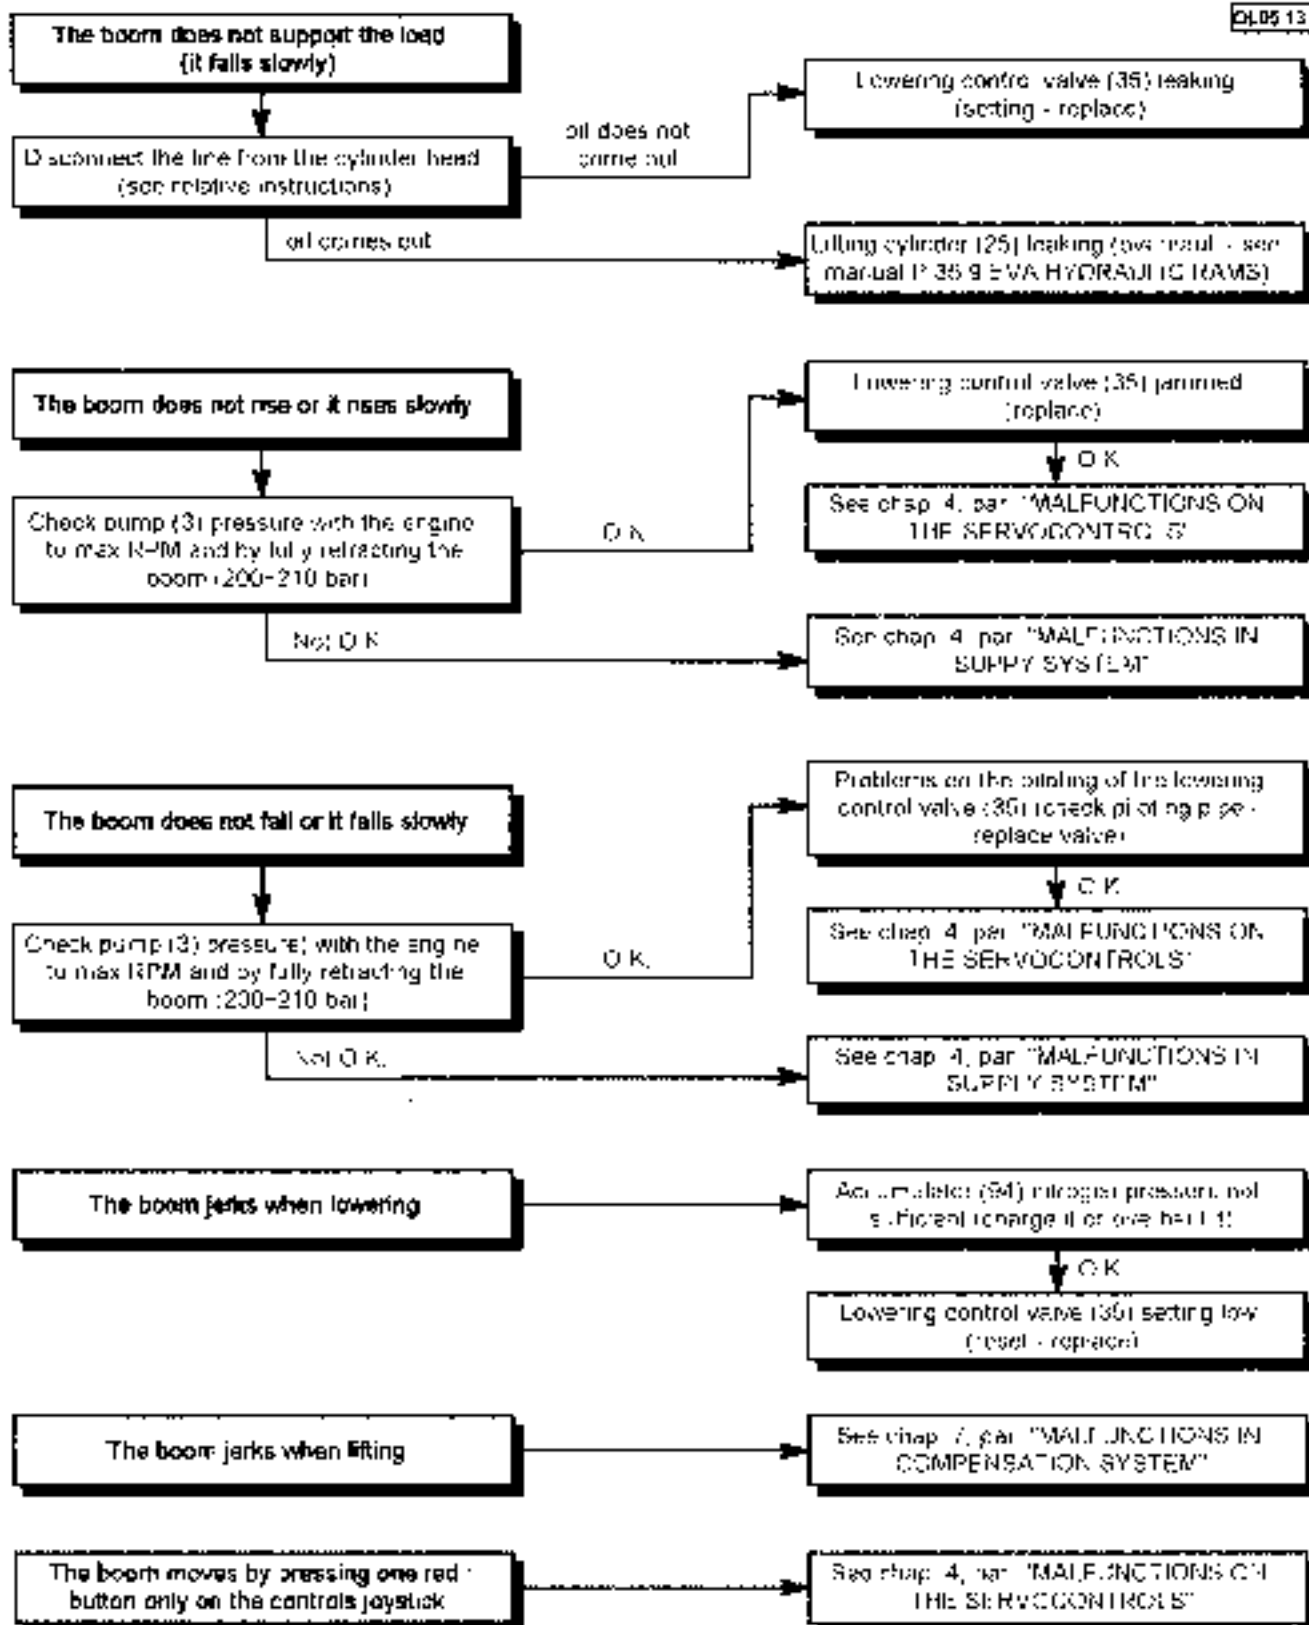 The boom does not support the load
(it falls slowly)
Disconnect the line from the cylinder head
(see relative instructions)
oil does not
come out
Lowering control valve (35) leaking
(setting - replace)
oil comes out
Lifting cylinder (25) leaking (overhaul - see
manual HYDRAULIC RAMS)
The boom does not rise or it rises slowly
Check pump (3) pressure with the engine
to max RPM and by fully retracting the
boom (200-210 bar)
O.K.
Lowering control valve (35) jammed
(replace)
O.K.
See chap. 4, par. "MALFUNCTIONS ON
THE SERVOCONTROLS"
Not O.K.
See chap. 4, par. "MALFUNCTIONS IN
SUPPLY SYSTEM"
The boom does not fall or it falls slowly
Check pump (3) pressure) with the engine
to max RPM and by fully retracting the
boom (200-210 bar)
O.K.
Problems on the piloting of the lowering
control valve (35) (check piloting pipe -
replace valve)
O.K.
See chap. 4, par. "MALFUNCTIONS ON
THE SERVOCONTROLS"
Not O.K.
See chap. 4, par. "MALFUNCTIONS IN
SUPPLY SYSTEM"
The boom jerks when lowering
Accumulator (94) nitrogen pressure not
sufficient (charge it or overhaul it)
O.K.
Lowering control valve (35) setting low
(reset - replace)
The boom jerks when lifting
See chap. 7, par. "MALFUNCTIONS IN
COMPENSATION SYSTEM"
The boom moves by pressing one red
button only on the controls joystick
See chap. 4, par. "MALFUNCTIONS ON
THE SERVOCONTROLS"